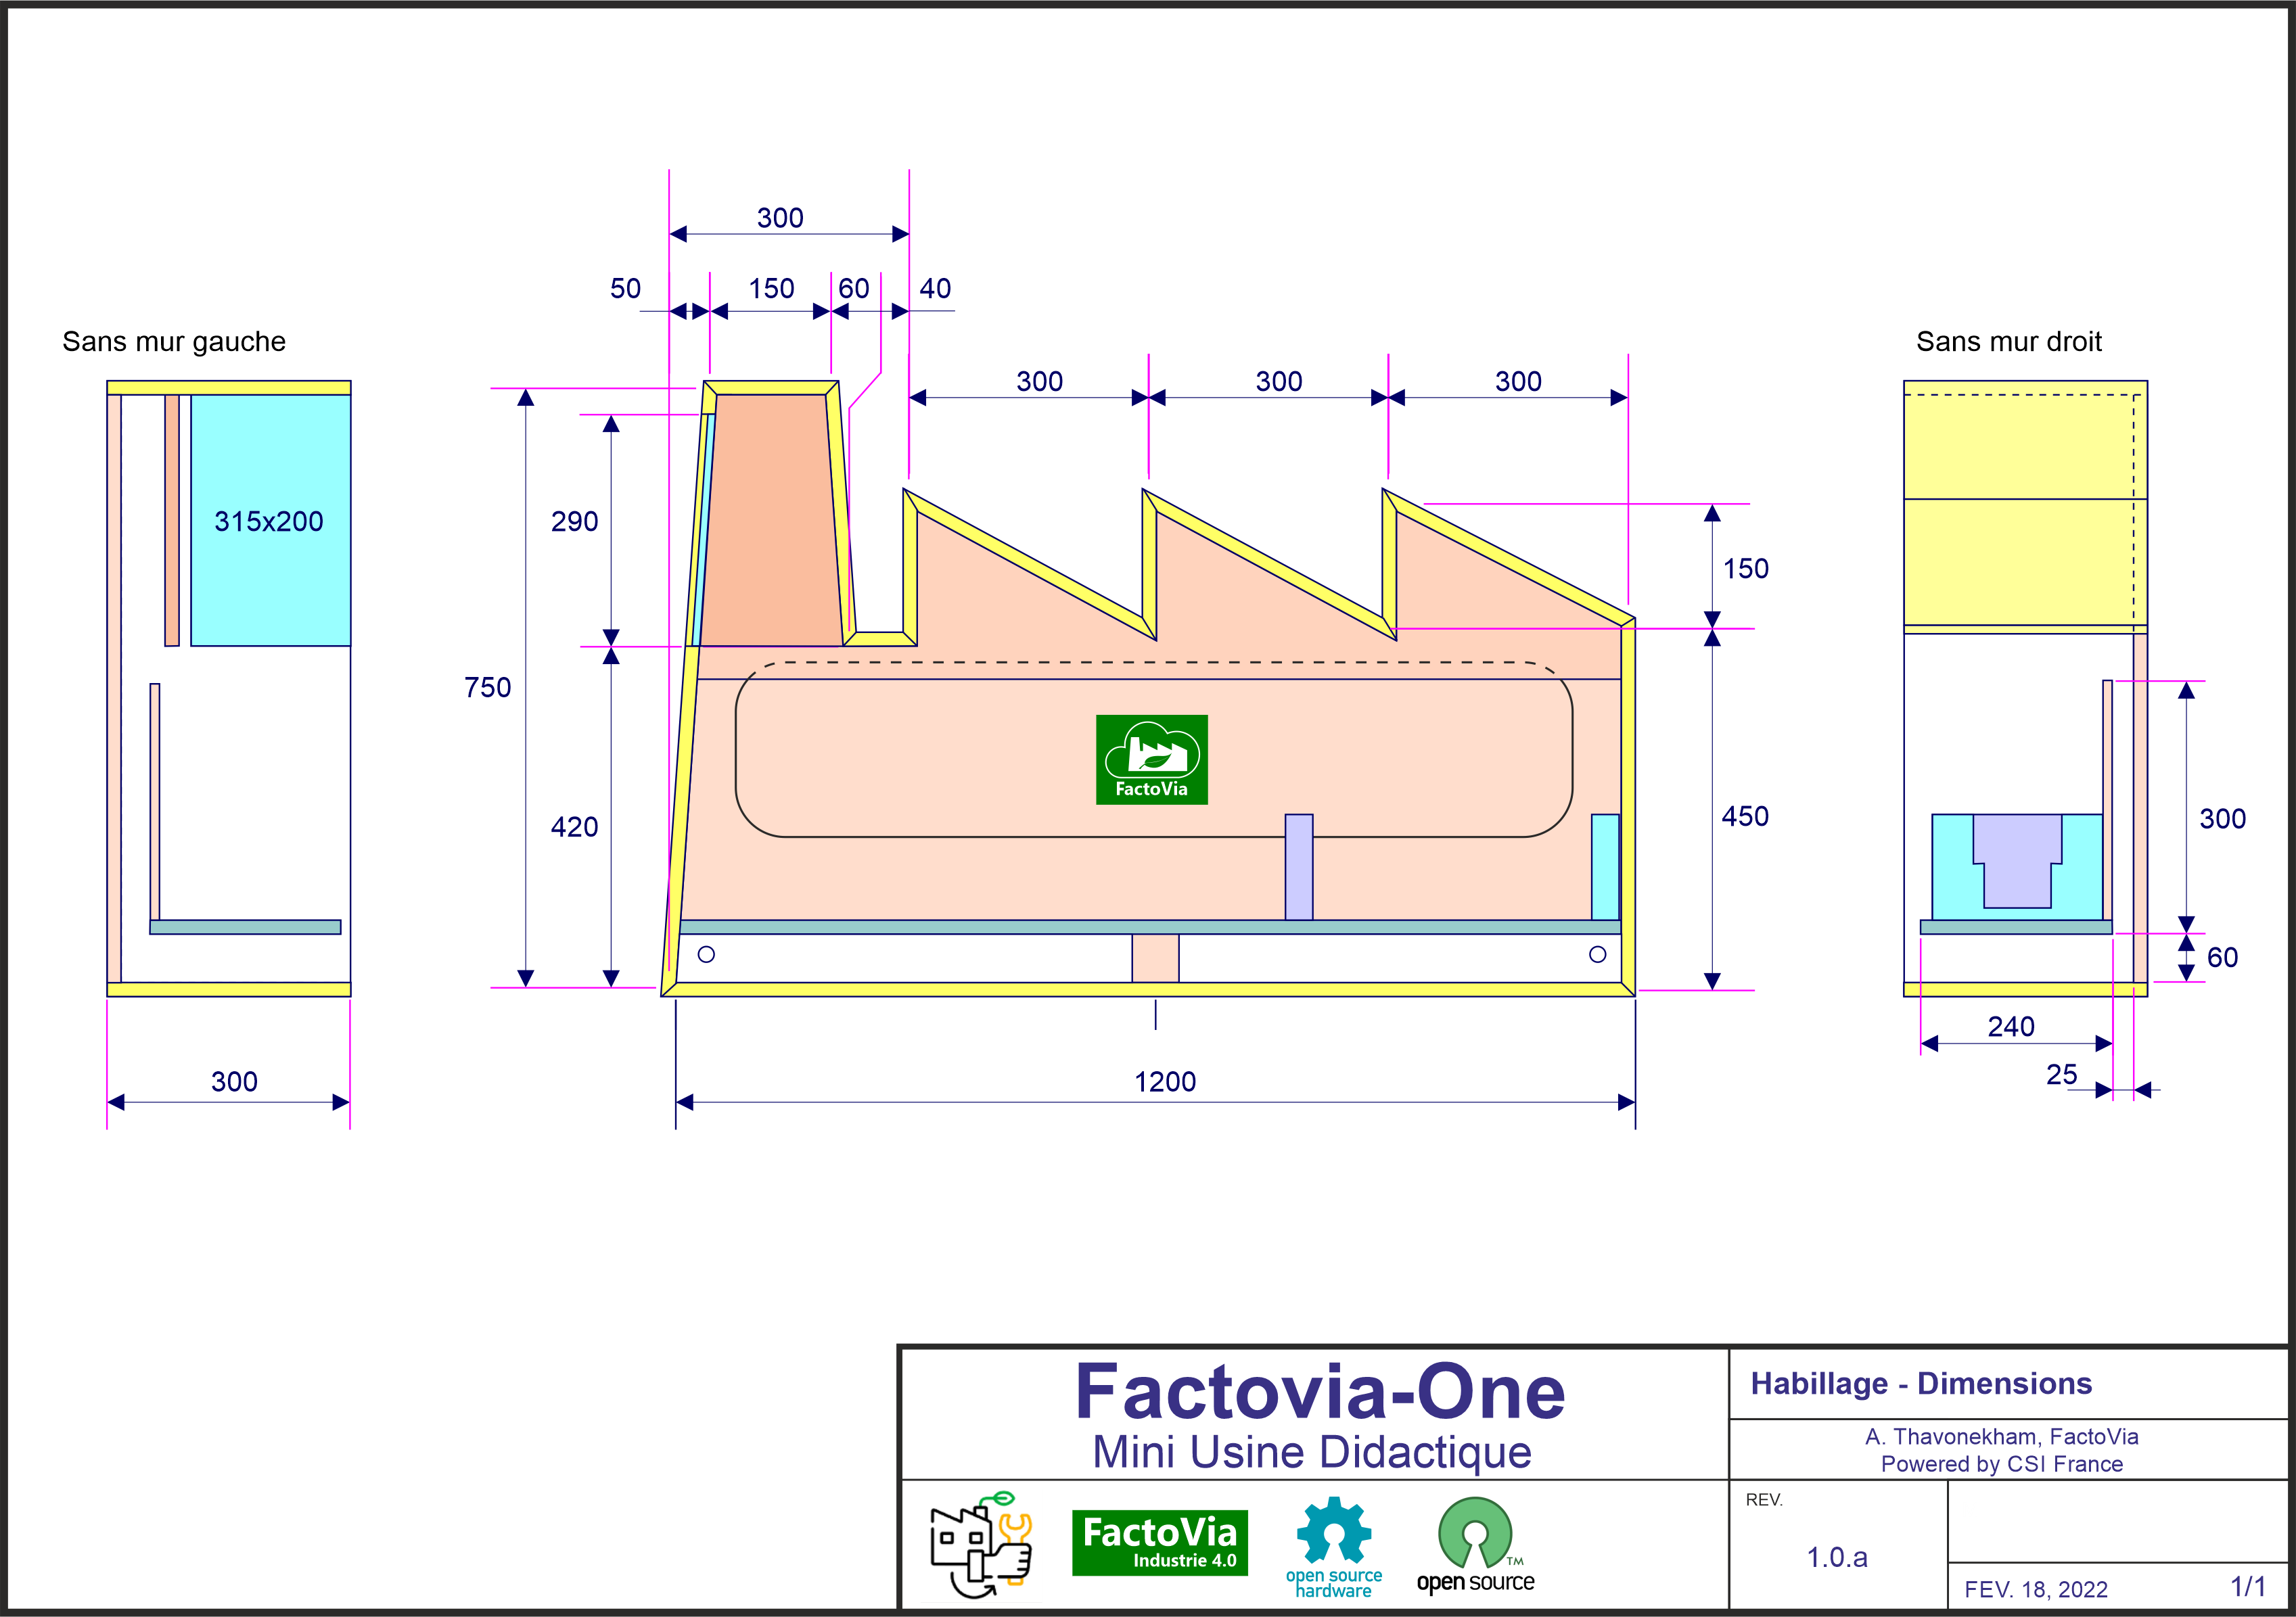 300
50
150
60
40
Sans mur gauche
Sans mur droit
300
300
300
315x200
290
150
750
420
450
300
60
FactoVia
240
25
300
1200
Factovia-One
Mini Usine Didactique
Habillage - Dimensions
A. Thavonekham, FactoVia
Powered by CSI France
REV.
1.0.a
FEV. 18, 2022
1/1
FactoVia
Industrie 4.0
open source
hardware
TM
open source